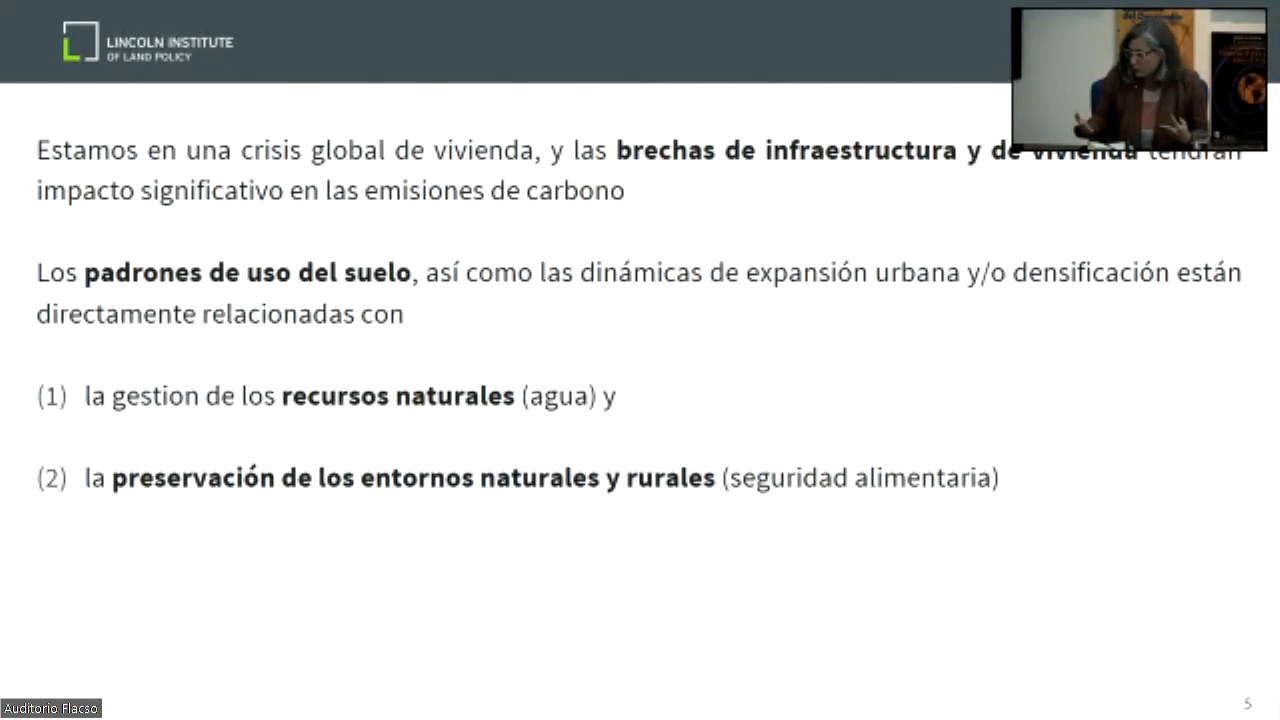 LINCOLN INSTITUTE
OF LAND POLICY
Estamos en una crisis global de vivienda, y las brechas de infraestructura y de vivienda tendrán
impacto significativo en las emisiones de carbono
Los padrones de uso del suelo, así como las dinámicas de expansión urbana y/o densificación están
directamente relacionadas con
(1) la gestion de los recursos naturales (agua) y
(2) la preservación de los entornos naturales y rurales (seguridad alimentaria)
Auditorio Flacso
5